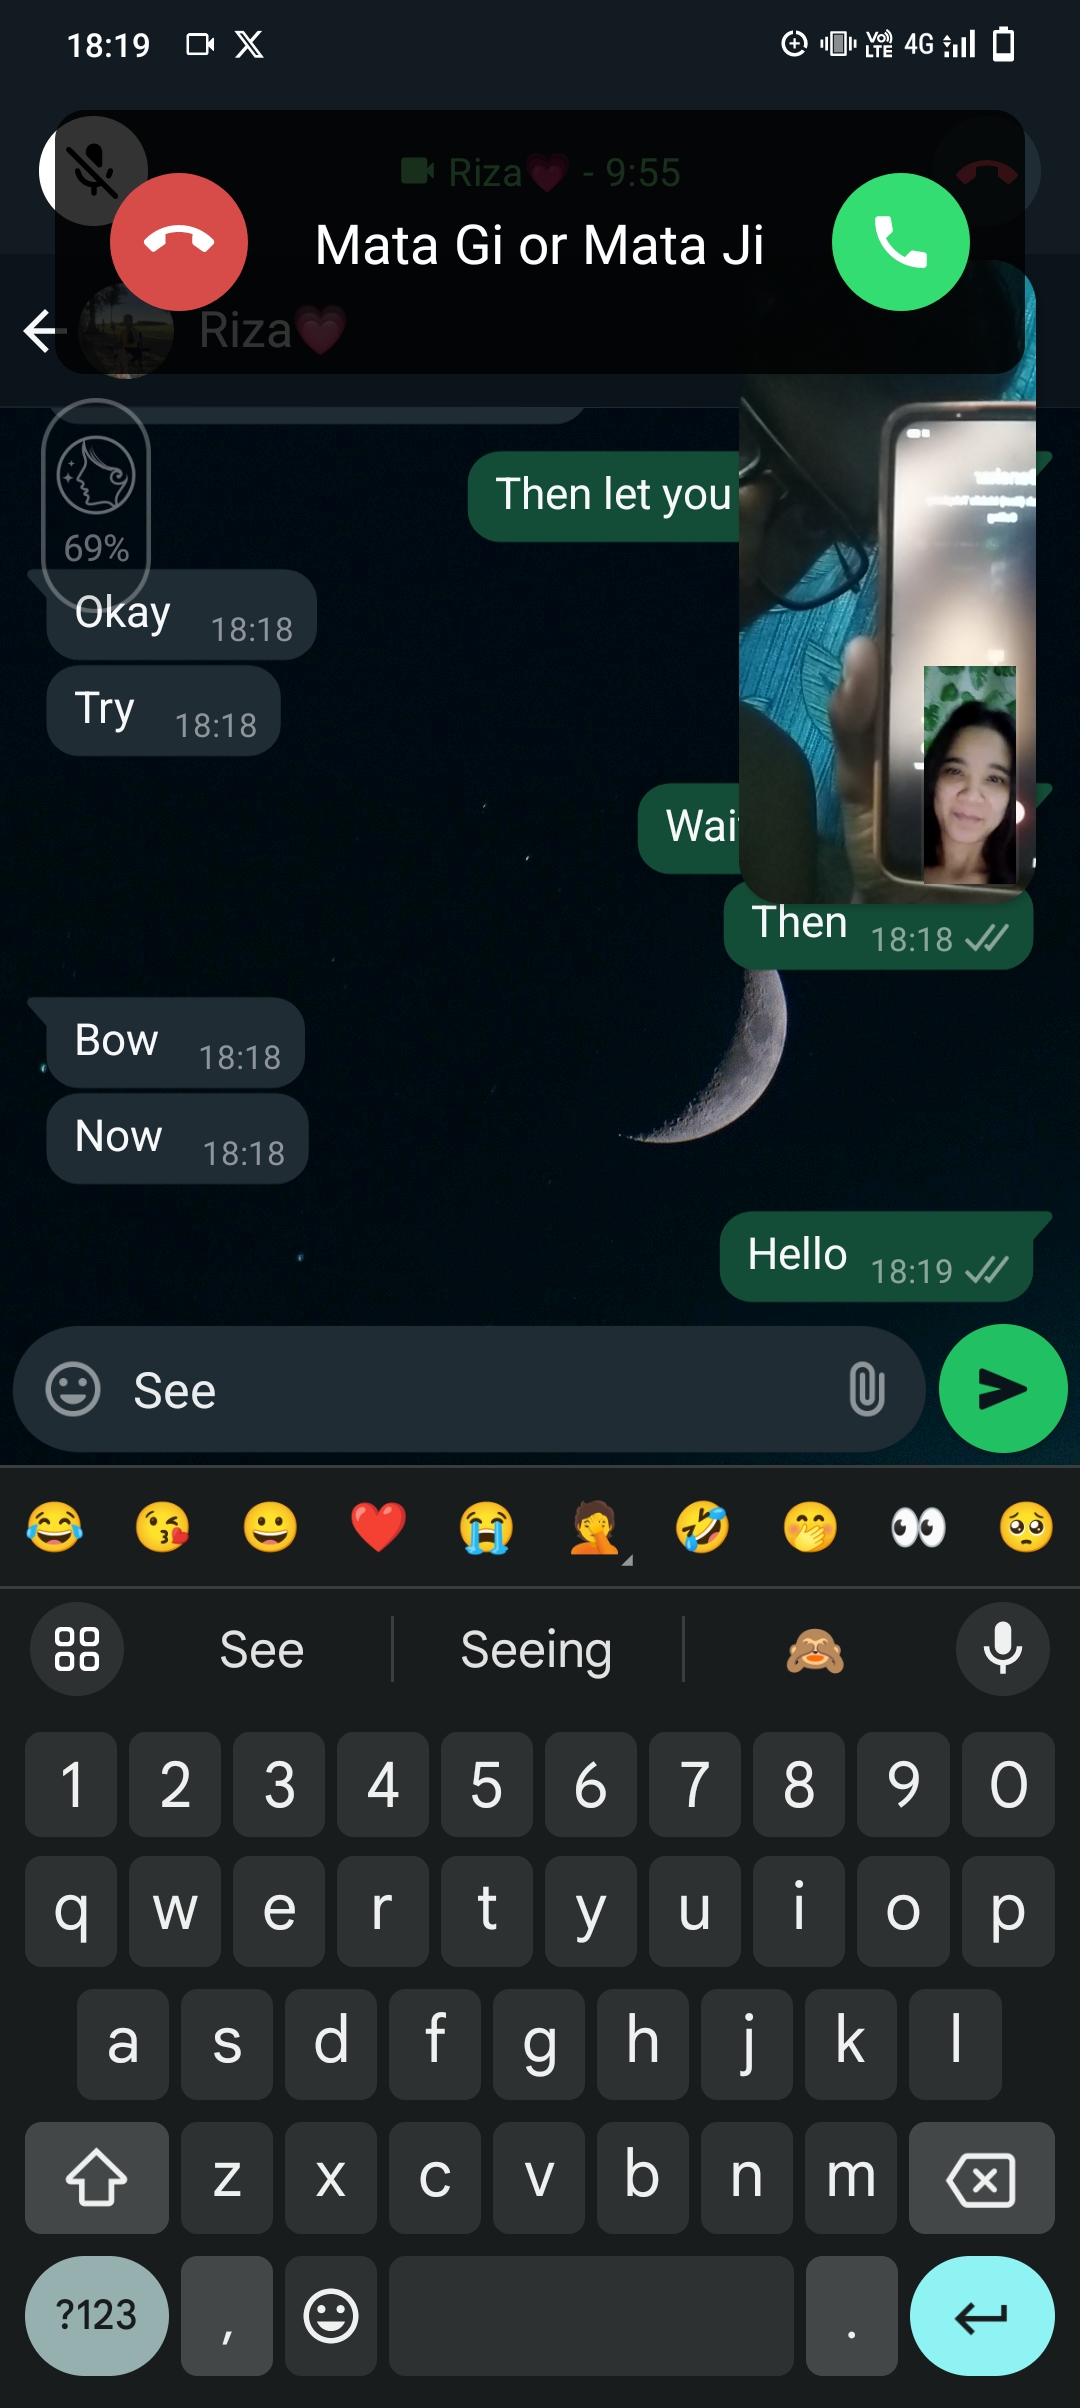 18:19
Vo)) LTE 4G
Riza💗 - 9:55
Mata Gi or Mata Ji
Riza💗
69%
Then let you
Okay 18:18
Try 18:18
Then 18:18
Bow 18:18
Now 18:18
Hello 18:19
See
See Seeing
1 2 3 4 5 6 7 8 9 0
q w e r t y u i o p
a s d f g h j k l
z x c v b n m
?123 , .